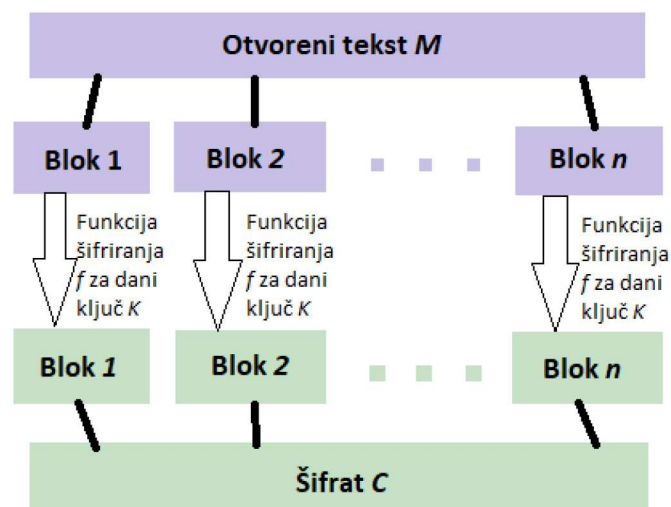 Otvoreni tekst M
Blok 1
Blok 2
Blok n
Funkcija
šifriranja
f za dani
ključ K
Funkcija
šifriranja
f za dani
ključ K
Funkcija
šifriranja
f za dani
ključ K
Blok 1
Blok 2
Blok n
Šifrat C